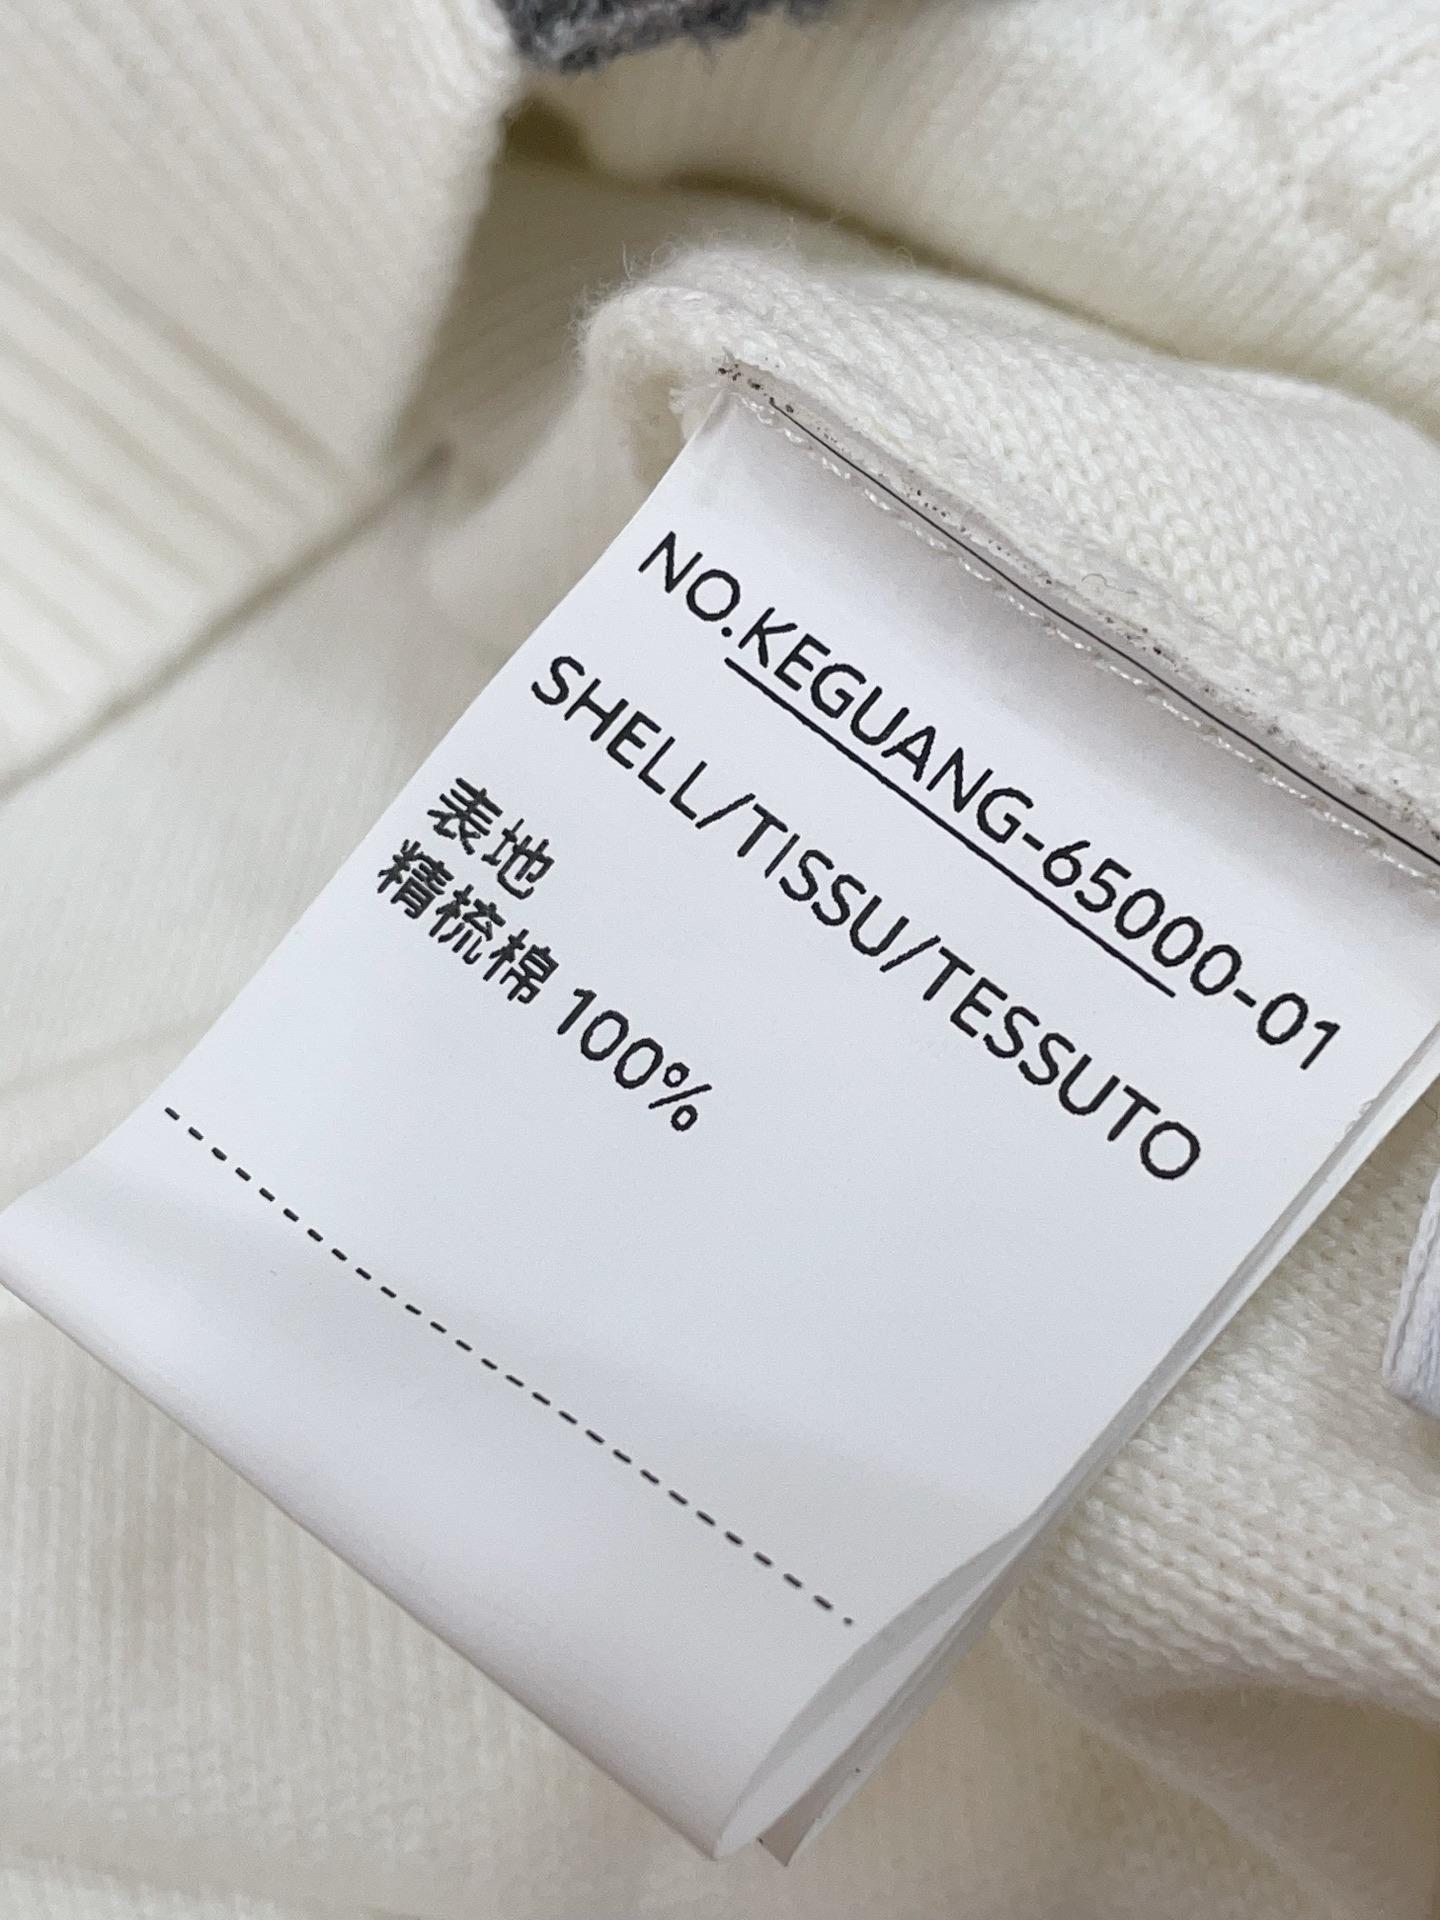 NO.KEGUANG-65000-01
SHELL/TISSU/TESSUTO
表地
精梳棉 100%